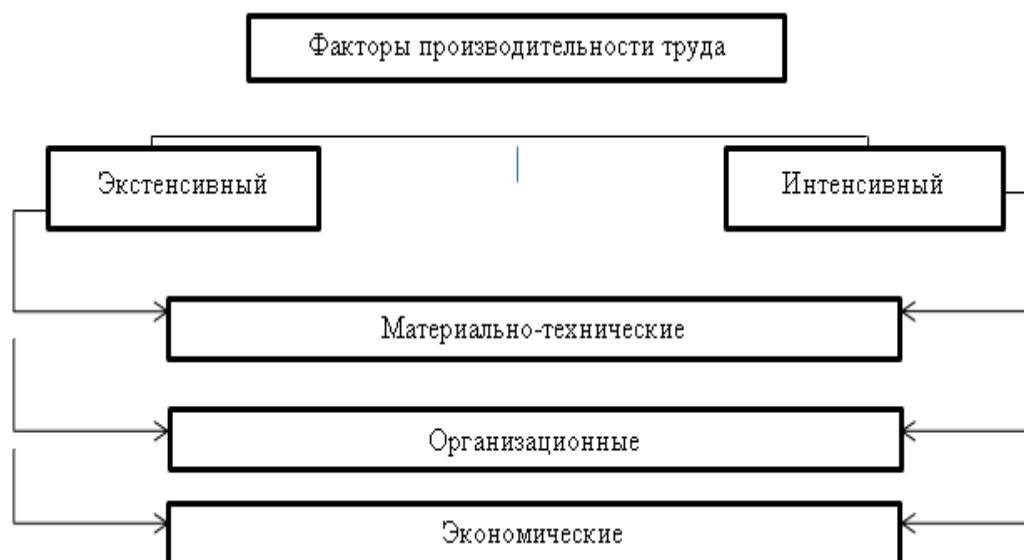 Факторы производительности труда
Экстенсивный
Интенсивный
Материально-технические
Организационные
Экономические